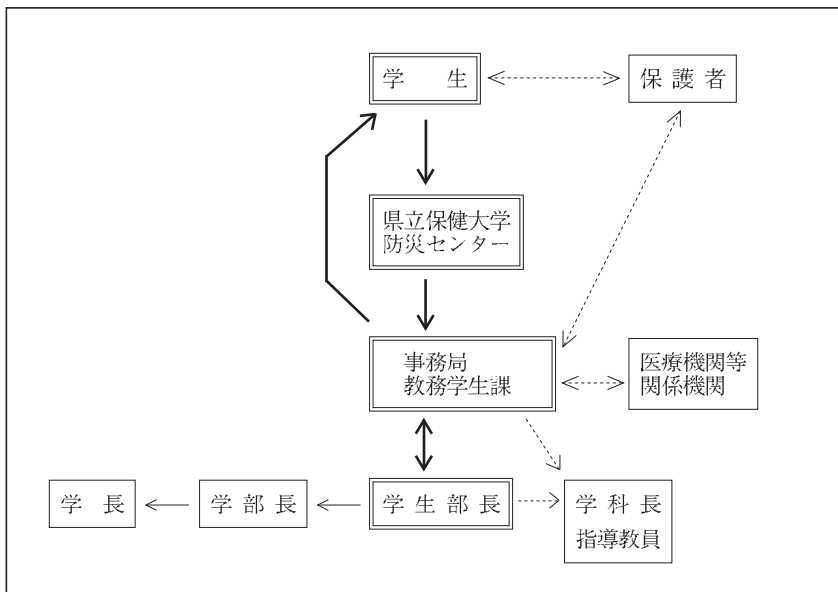 学生
保護者
県立保健大学
防災センター
事務局
教務学生課
医療機関等
関係機関
学長
学部長
学生部長
学科長
指導教員